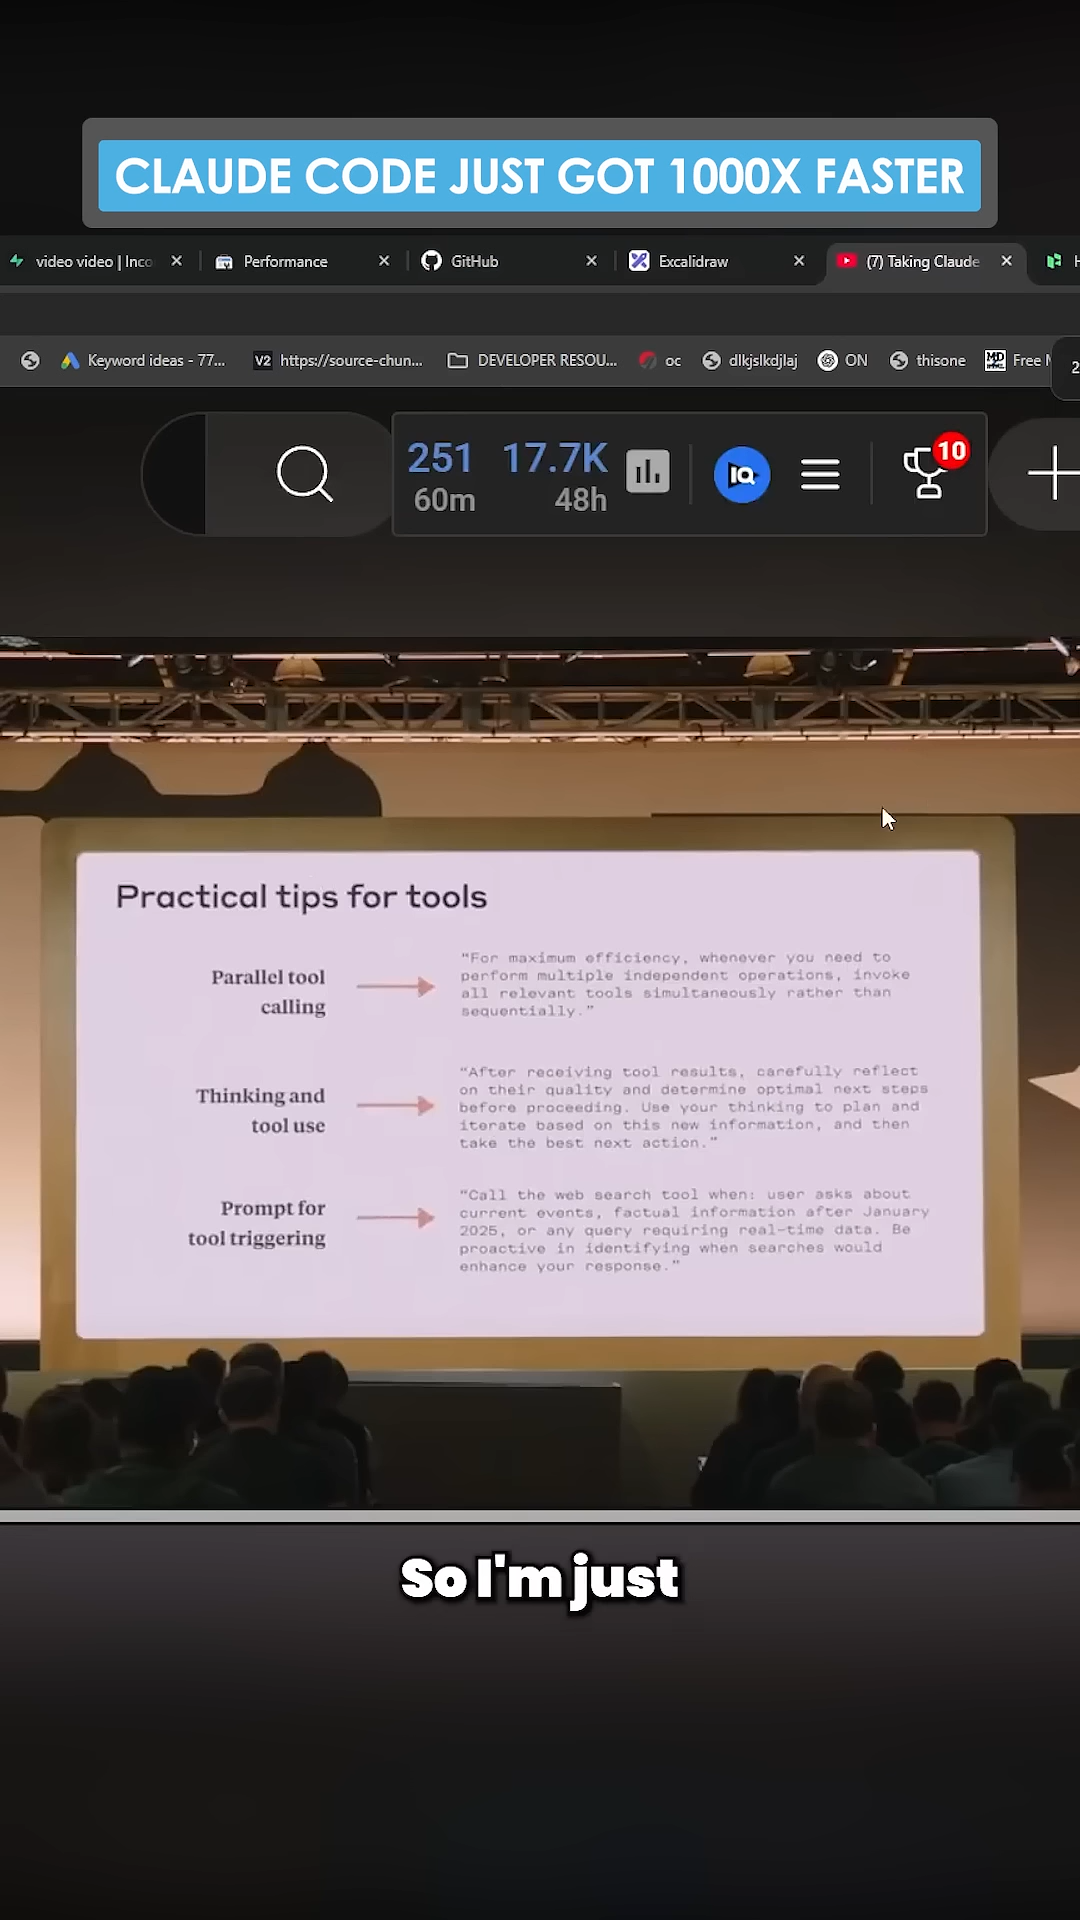 CLAUDE CODE JUST GOT 1000X FASTER
video video | Inco
Performance
GitHub
Excalidraw
(7) Taking Claude
H
Keyword ideas - 77...
V2
https://source-chun...
DEVELOPER RESOU...
oc
dlkjslkdjlaj
ON
thisone
Free
2
251 17.7K
60m 48h
IQ
10
Practical tips for tools
Parallel tool
calling
"For maximum efficiency, whenever you need to
perform multiple independent operations, invoke
all relevant tools simultaneously rather than
sequentially."
Thinking and
tool use
"After receiving tool results, carefully reflect
on their quality and determine optimal next steps
before proceeding. Use your thinking to plan and
iterate based on this new information, and then
take the best next action."
Prompt for
tool triggering
"Call the web search tool when: user asks about
current events, factual information after January
2025, or any query requiring real-time data. Be
proactive in identifying when searches would
enhance your response."
So I'm just